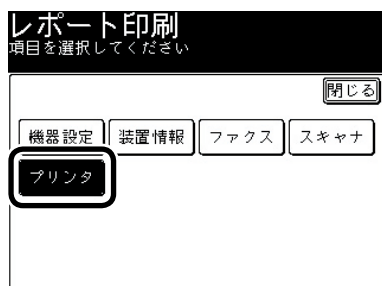 レポート印刷
項目を選択してください
閉じる
機器設定 装置情報 ファクス スキャナ
プリンタ